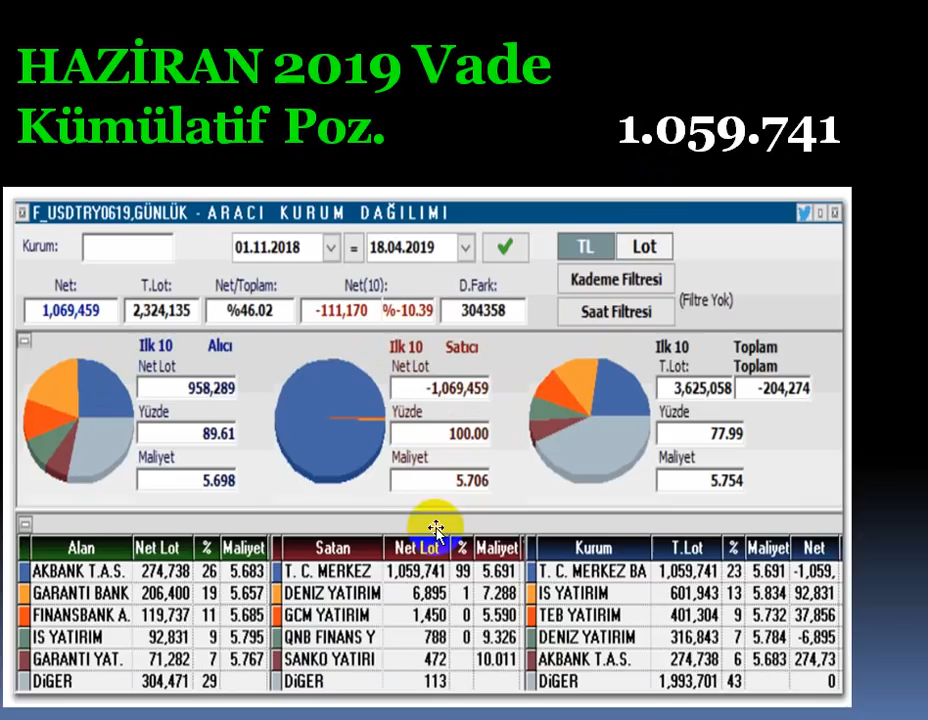 HAZİRAN 2019 Vade
Kümülatif Poz. 1.059.741
F_USDTRY0619,GÜNLÜK - ARACI KURUM DAĞILIMI
Kurum: 01.11.2018 = 18.04.2019 TL Lot
Kademe Filtresi
Net: T.Lot: Net/Toplam: Net(10): D.Fark: (Filtre Yok)
1,069,459 2,324,135 %46.02 -111,170 %-10.39 304358 Saat Filtresi
Ilk 10 Alıcı Ilk 10 Satıcı Ilk 10 Toplam
Net Lot Net Lot T.Lot: Toplam
958,289 -1,069,459 3,625,058 -204,274
Yüzde Yüzde Yüzde
89.61 100.00 77.99
Maliyet Maliyet Maliyet
5.698 5.706 5.754
Alan Net Lot % Maliyet Satan Net Lot % Maliyet Kurum T.Lot % Maliyet Net
AKBANK T.A.S. 274,738 26 5.683 T. C. MERKEZ 1,059,741 99 5.691 T. C. MERKEZ BA 1,059,741 23 5.691 -1,059,
GARANTI BANK 206,400 19 5.657 DENIZ YATIRIM 6,895 1 7.288 IS YATIRIM 601,943 13 5.834 92,831
FINANSBANK A. 119,737 11 5.685 GCM YATIRIM 1,450 0 5.590 TEB YATIRIM 401,304 9 5.732 37,856
IS YATIRIM 92,831 9 5.795 QNB FINANS Y 788 0 9.326 DENIZ YATIRIM 316,843 7 5.784 -6,895
GARANTI YAT. 71,282 7 5.767 SANKO YATIRI 472 10.011 AKBANK T.A.S. 274,738 6 5.683 274,73
DiGER 304,471 29 DiGER 113 DiGER 1,993,701 43 0